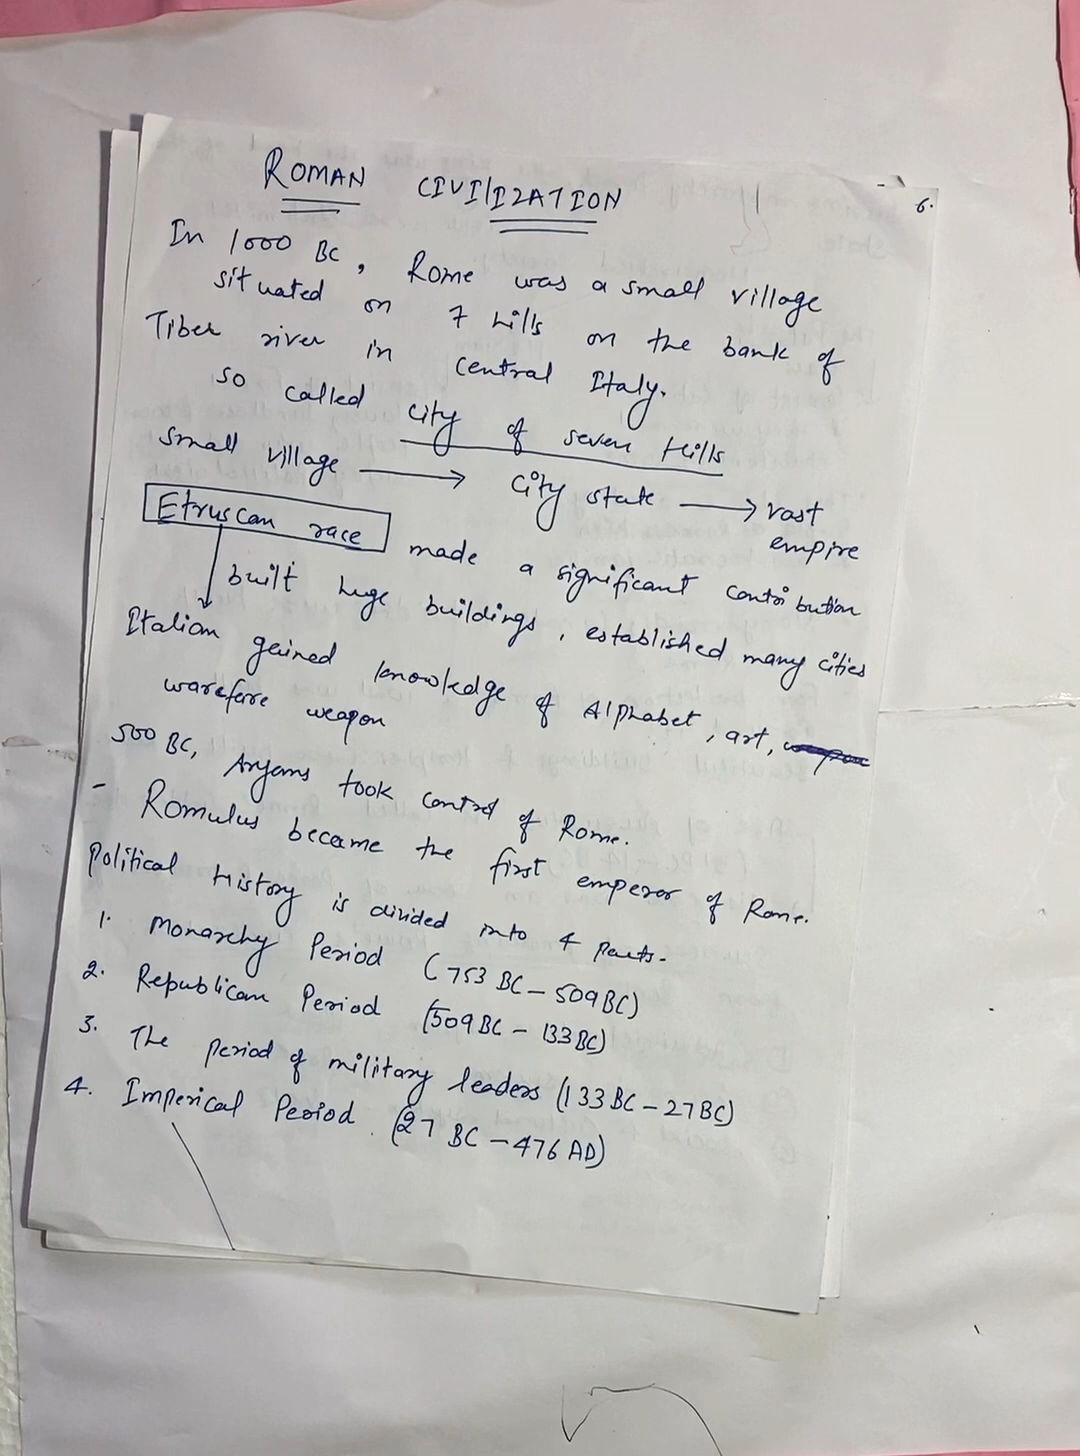 6.
ROMAN CIVIlIZATION
In 1000 BC, Rome was a small village
situated on 7 hills on the bank of
Tiber river in central Italy.
so called city of seven Hills
Small village → City state → vast
empire
Etruscan race made a significant contribution
built huge buildings, established many cities
Italian gained knowledge of Alphabet, art,
warefare weapon
500 BC, Aryans took control of Rome.
- Romulus became the first emperor of Rome.
Political History is divided into 4 parts.
1. Monarchy Period (753 BC - 509 BC)
2. Republican Period (509 BC - 133 BC)
3. The period of military leaders (133 BC - 27 BC)
4. Imperical Period. (27 BC - 476 AD)